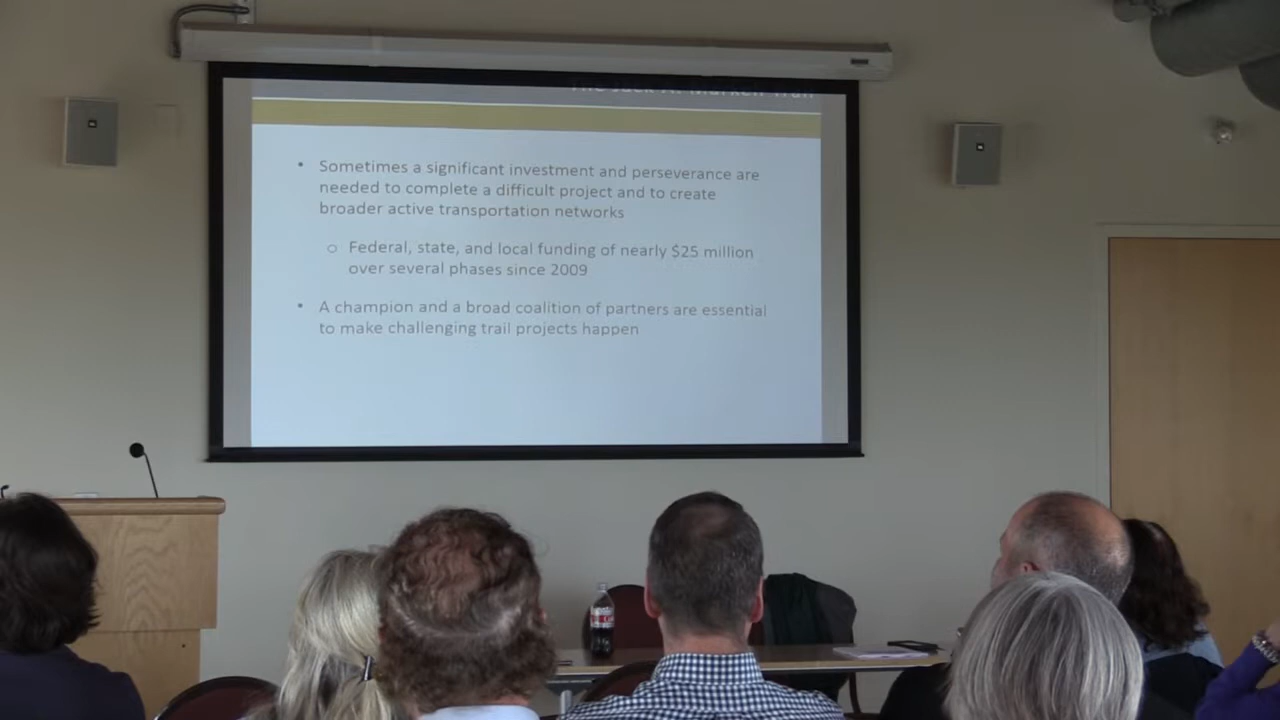 • Sometimes a significant investment and perseverance are
needed to complete a difficult project and to create
broader active transportation networks
o Federal, state, and local funding of nearly $25 million
over several phases since 2009
• A champion and a broad coalition of partners are essential
to make challenging trail projects happen